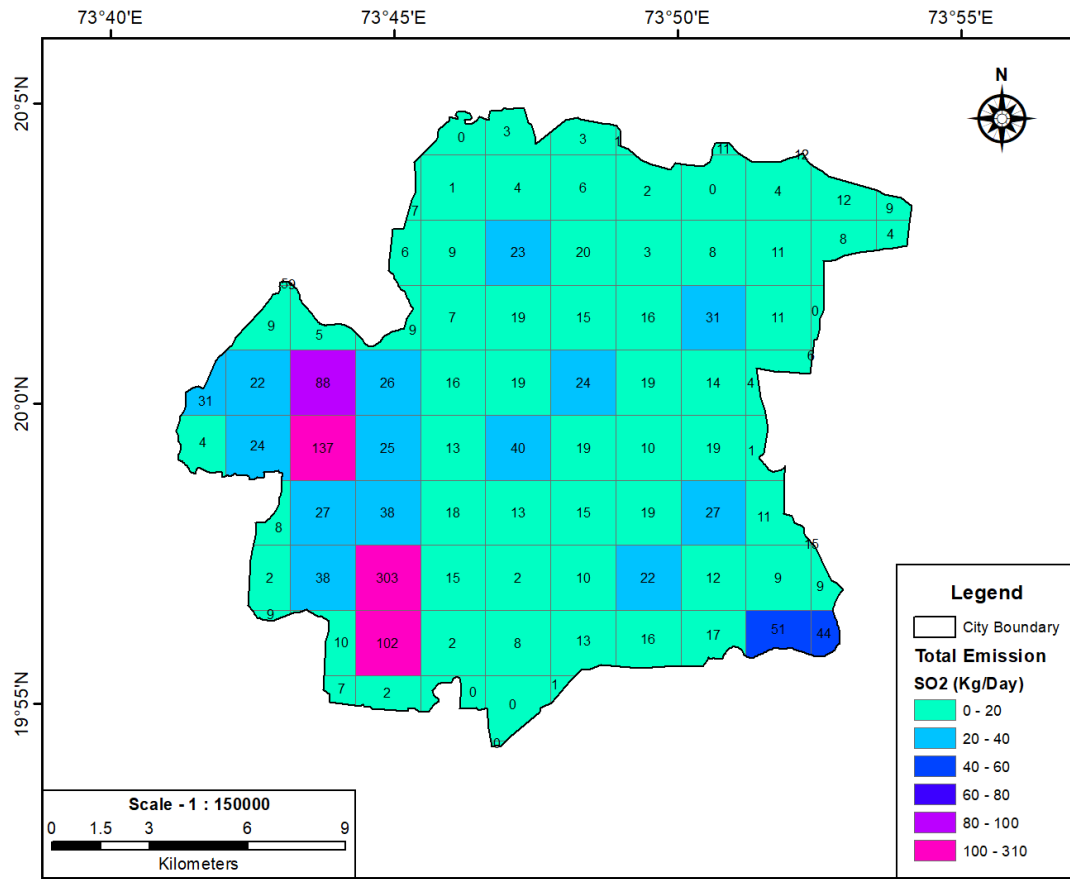 73°40'E 73°45'E 73°50'E 73°55'E
20°5'N
20°0'N
19°55'N
N
0 3 3 1 11 12
1 4 6 2 0 4 12 9
7
6 9 23 20 3 8 11 8 4
59
9 5 9 7 19 15 16 31 11 0
6
31 22 88 26 16 19 24 19 14 4
4 24 137 25 13 40 19 10 19 1
8 27 38 18 13 15 19 27 11
15
2 38 303 15 2 10 22 12 9 9
9
10 102 2 8 13 16 17 51 44
7 2 0 0 1
0
Legend
City Boundary
Total Emission
SO2 (Kg/Day)
0 - 20
20 - 40
40 - 60
60 - 80
80 - 100
100 - 310
Scale - 1 : 150000
0 1.5 3 6 9
Kilometers